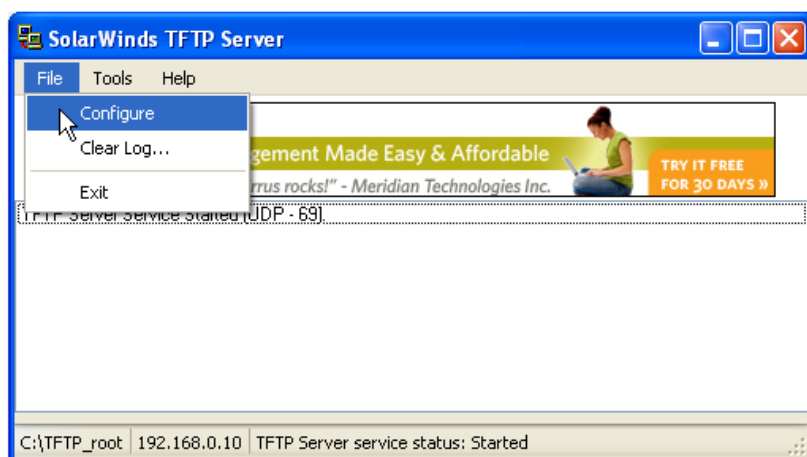 SolarWinds TFTP Server
File Tools Help
Configure
Clear Log...
Exit
gement Made Easy & Affordable
rrus rocks!" - Meridian Technologies Inc.
TRY IT FREE
FOR 30 DAYS »
TFTP Server Service Started (UDP - 69).
C:\TFTP_root 192.168.0.10 TFTP Server service status: Started